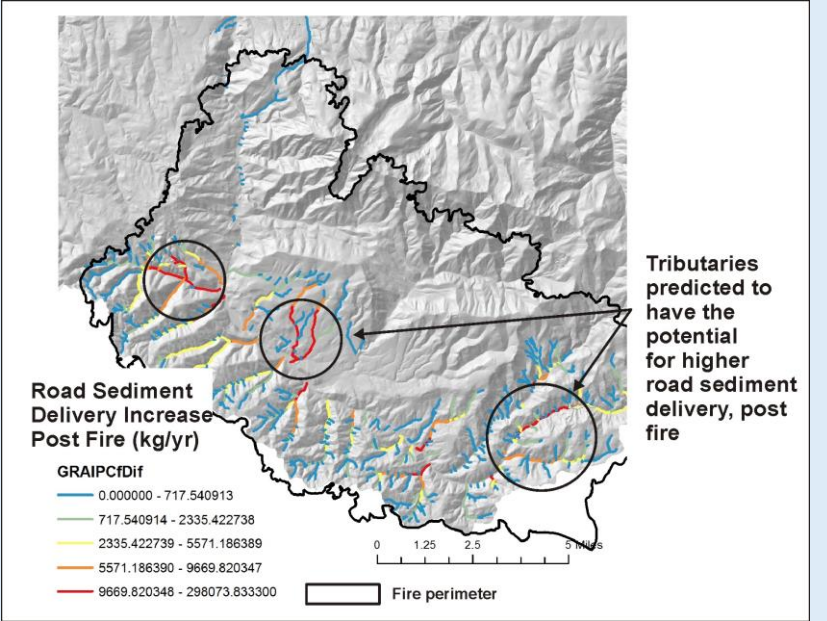 Tributaries
predicted to
have the
potential
for higher
road sediment
delivery, post
fire
Road Sediment
Delivery Increase
Post Fire (kg/yr)
GRAIPCfDif
0.000000 - 717.540913
717.540914 - 2335.422738
2335.422739 - 5571.186389
5571.186390 - 9669.820347
9669.820348 - 298073.833300
0 1.25 2.5 5 Miles
Fire perimeter